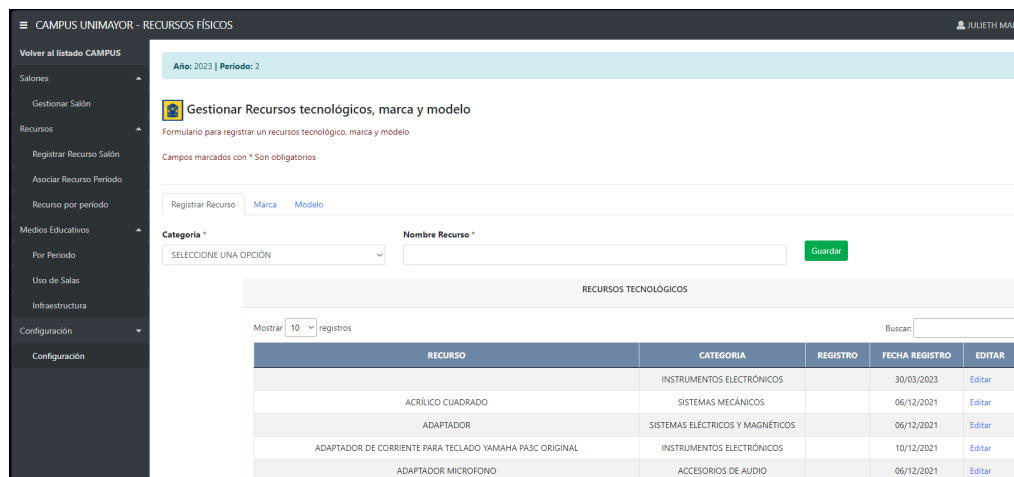 ≡ CAMPUS UNIMAYOR - RECURSOS FÍSICOS
JULIETH MA
Volver al listado CAMPUS
Salones
Gestionar Salón
Recursos
Registrar Recurso Salón
Asociar Recurso Período
Recurso por período
Medios Educativos
Por Periodo
Uso de Salas
Infraestructura
Configuración
Configuración
Año: 2023 | Periodo: 2
Gestionar Recursos tecnológicos, marca y modelo
Formulario para registrar un recursos tecnológico, marca y modelo
Campos marcados con * Son obligatorios
Registrar Recurso Marca Modelo
Categoria * Nombre Recurso *
SELECCIONE UNA OPCIÓN Guardar
RECURSOS TECNOLÓGICOS
Mostrar 10 registros Buscar:
RECURSO CATEGORIA REGISTRO FECHA REGISTRO EDITAR
INSTRUMENTOS ELECTRÓNICOS 30/03/2023 Editar
ACRÍLICO CUADRADO SISTEMAS MECÁNICOS 06/12/2021 Editar
ADAPTADOR SISTEMAS ELÉCTRICOS Y MAGNÉTICOS 06/12/2021 Editar
ADAPTADOR DE CORRIENTE PARA TECLADO YAMAHA PA3C ORIGINAL INSTRUMENTOS ELECTRÓNICOS 10/12/2021 Editar
ADAPTADOR MICROFONO ACCESORIOS DE AUDIO 06/12/2021 Editar